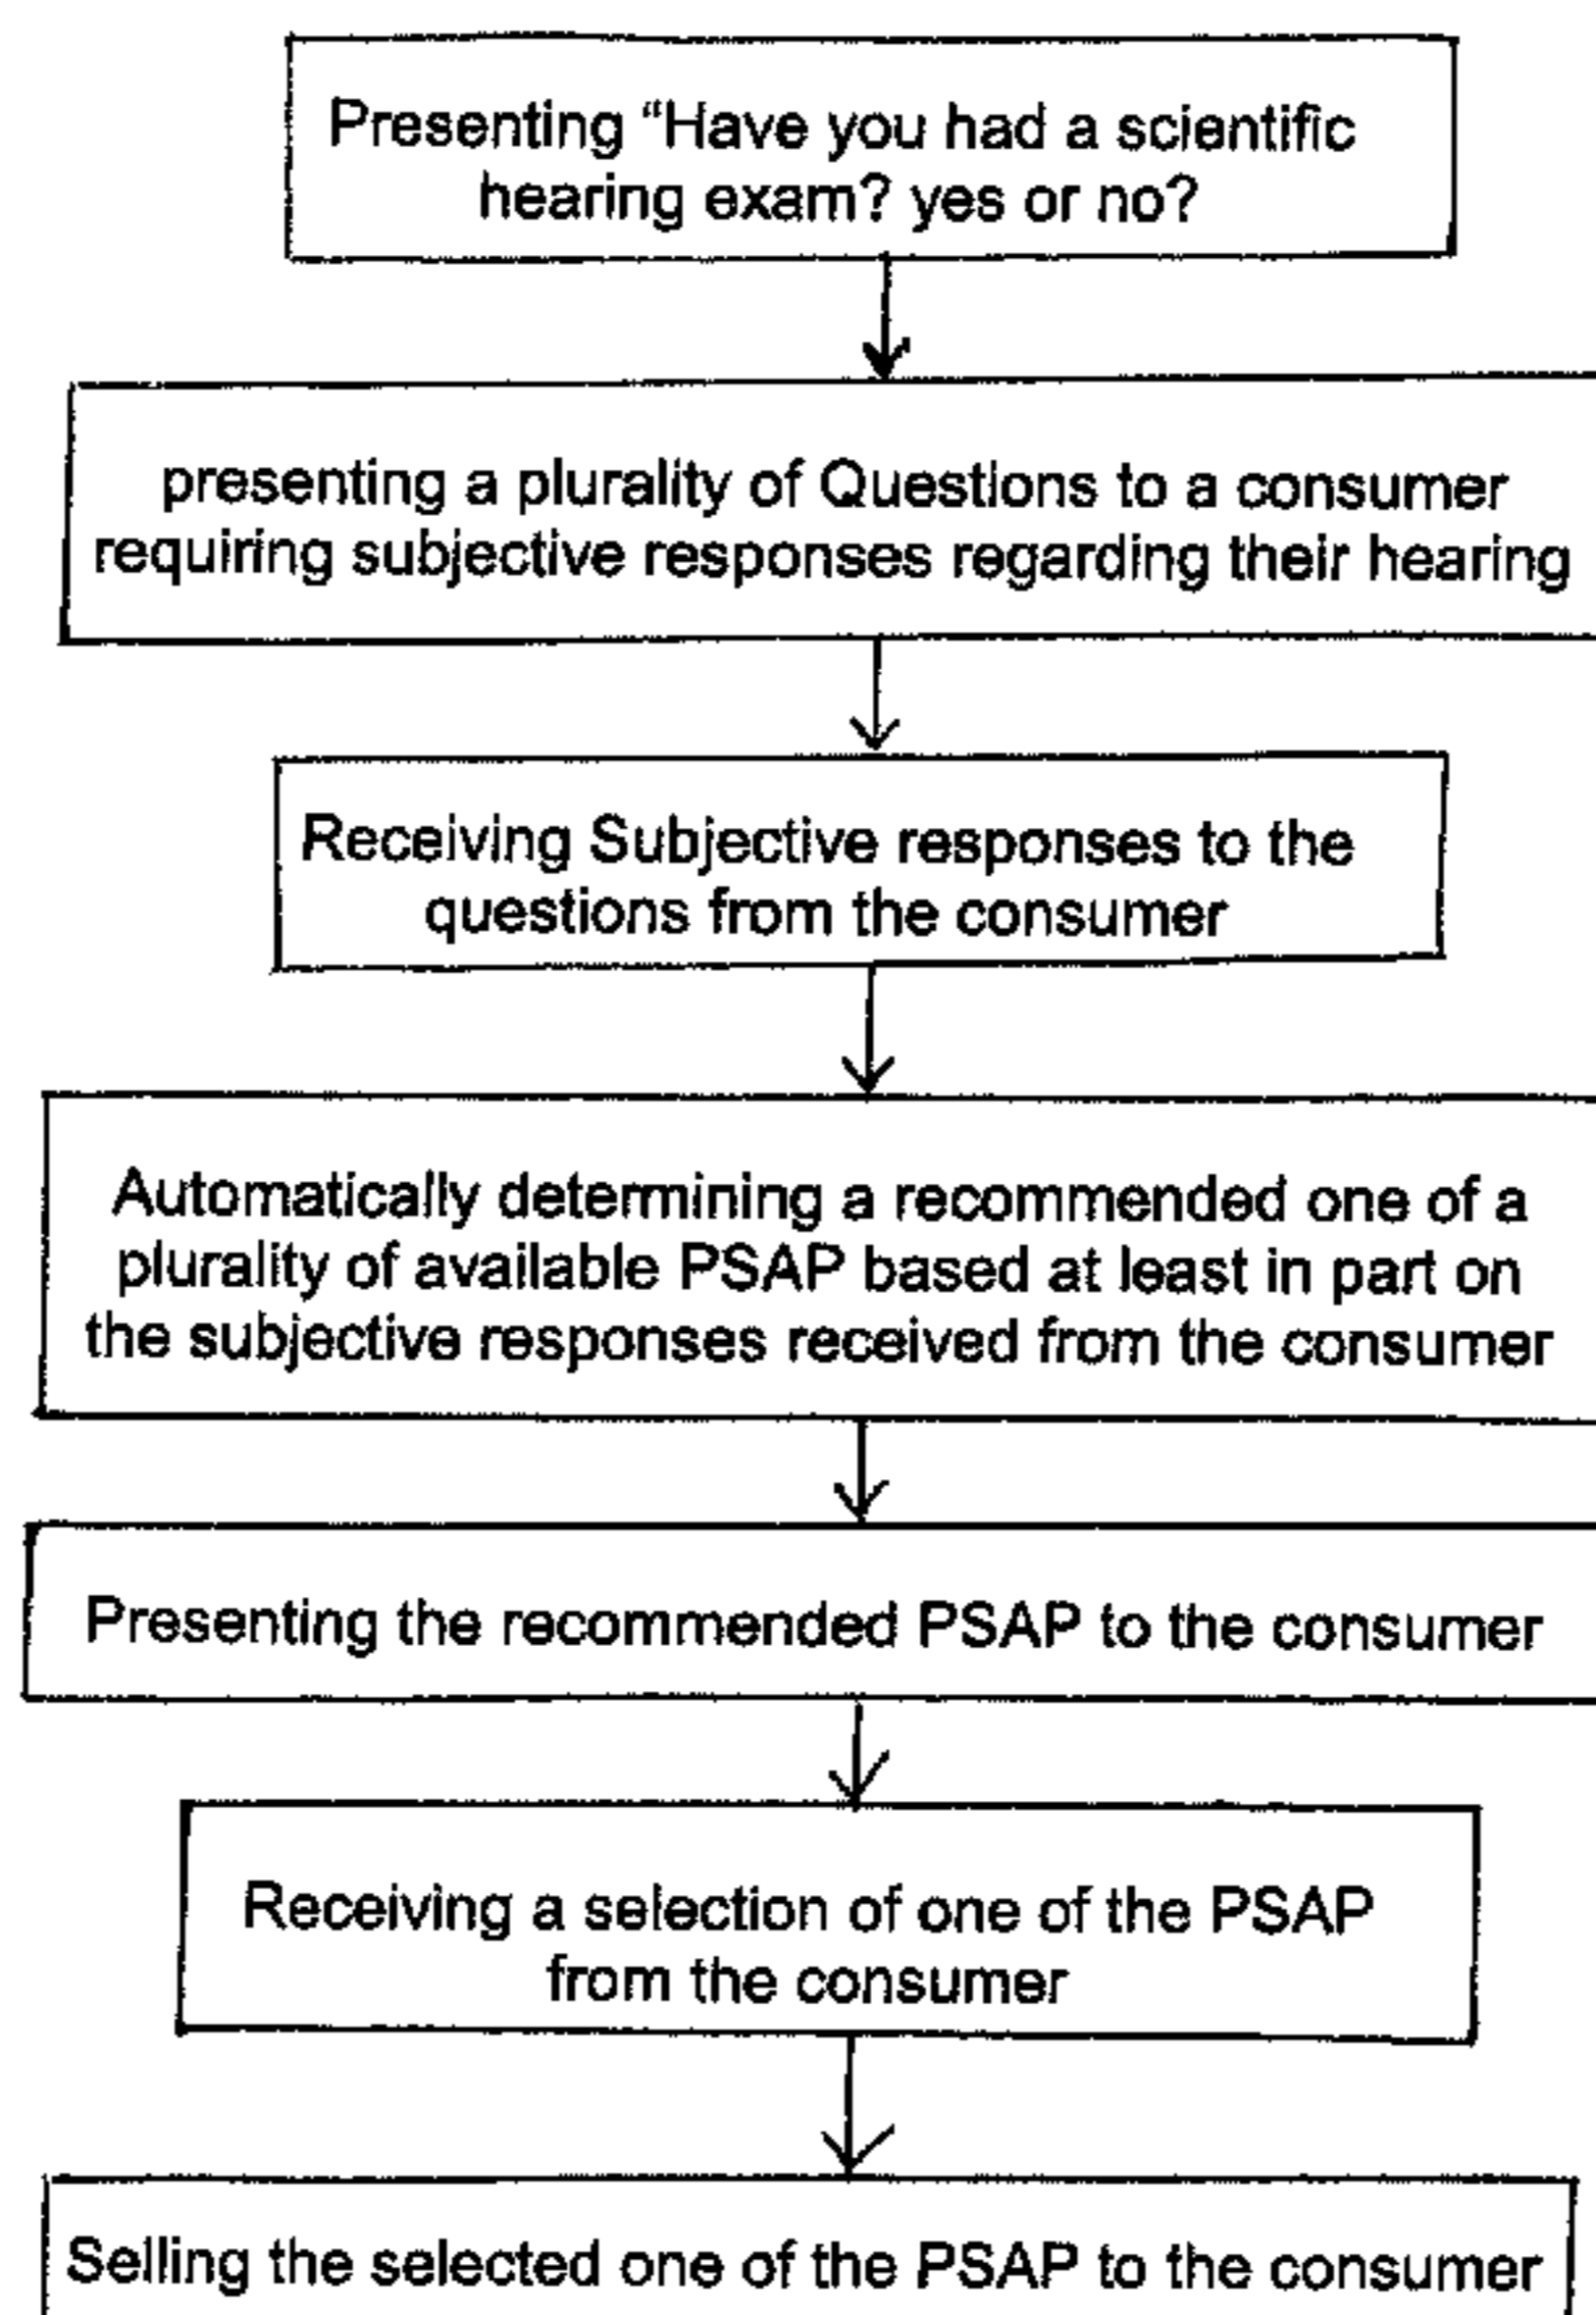 Presenting “Have you had a scientific
hearing exam? yes or no?
presenting a plurality of Questions to a consumer
requiring subjective responses regarding their hearing
Receiving Subjective responses to the
questions from the consumer
Automatically determining a recommended one of a
plurality of available PSAP based at least in part on
the subjective responses received from the consumer
Presenting the recommended PSAP to the consumer
Receiving a selection of one of the PSAP
from the consumer
Selling the selected one of the PSAP to the consumer